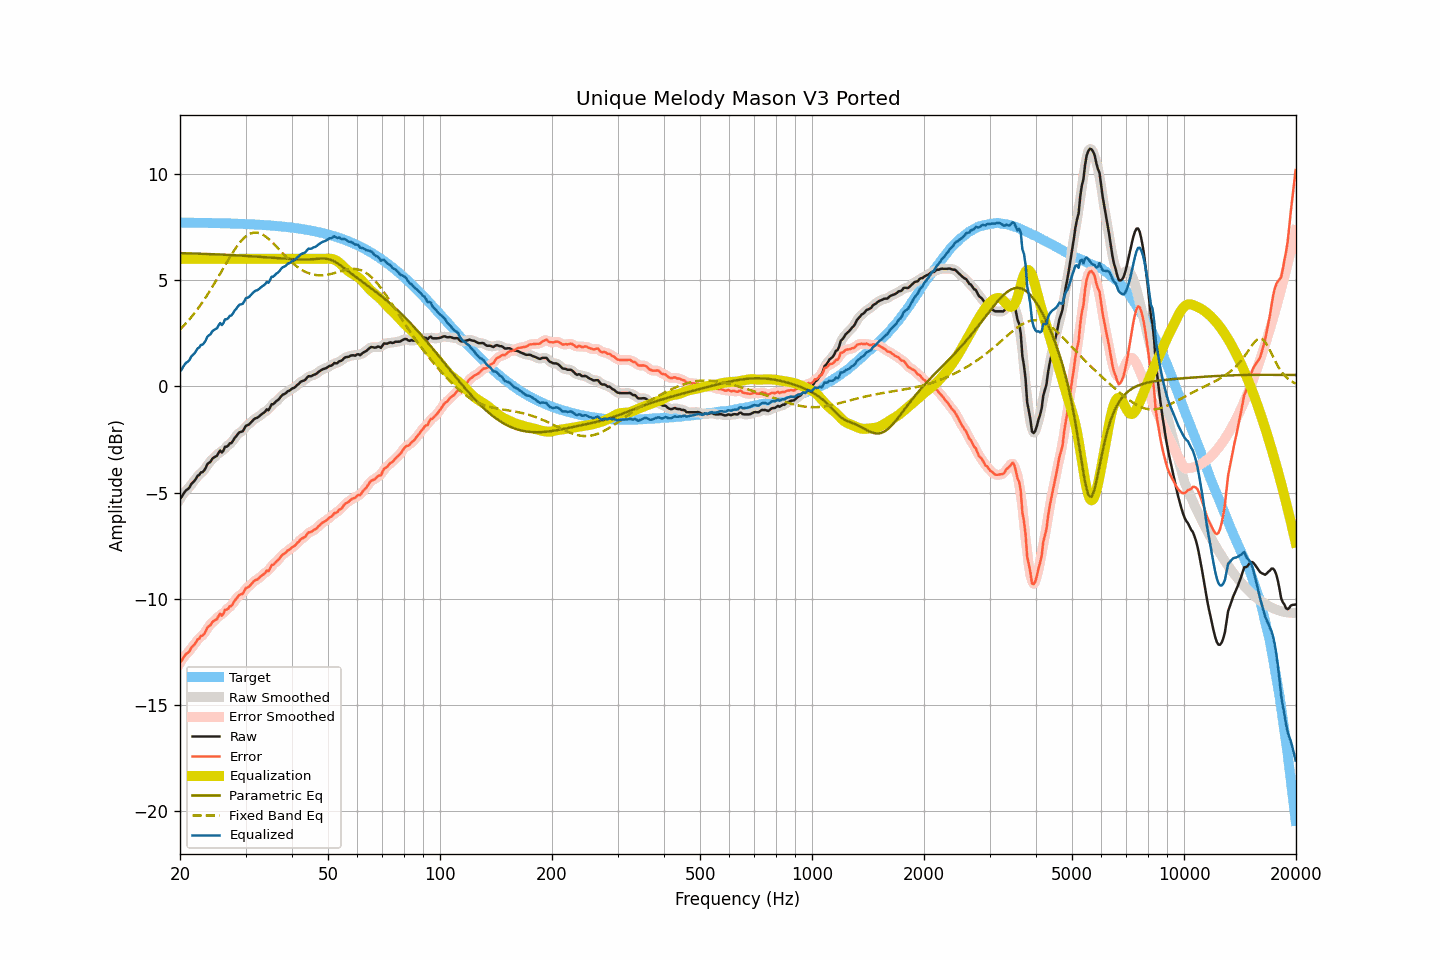 Unique Melody Mason V3 Ported
10
5
0
−5
−10
−15
−20
Amplitude (dBr)
Target
Raw Smoothed
Error Smoothed
Raw
Error
Equalization
Parametric Eq
Fixed Band Eq
Equalized
20 50 100 200 500 1000 2000 5000 10000 20000
Frequency (Hz)